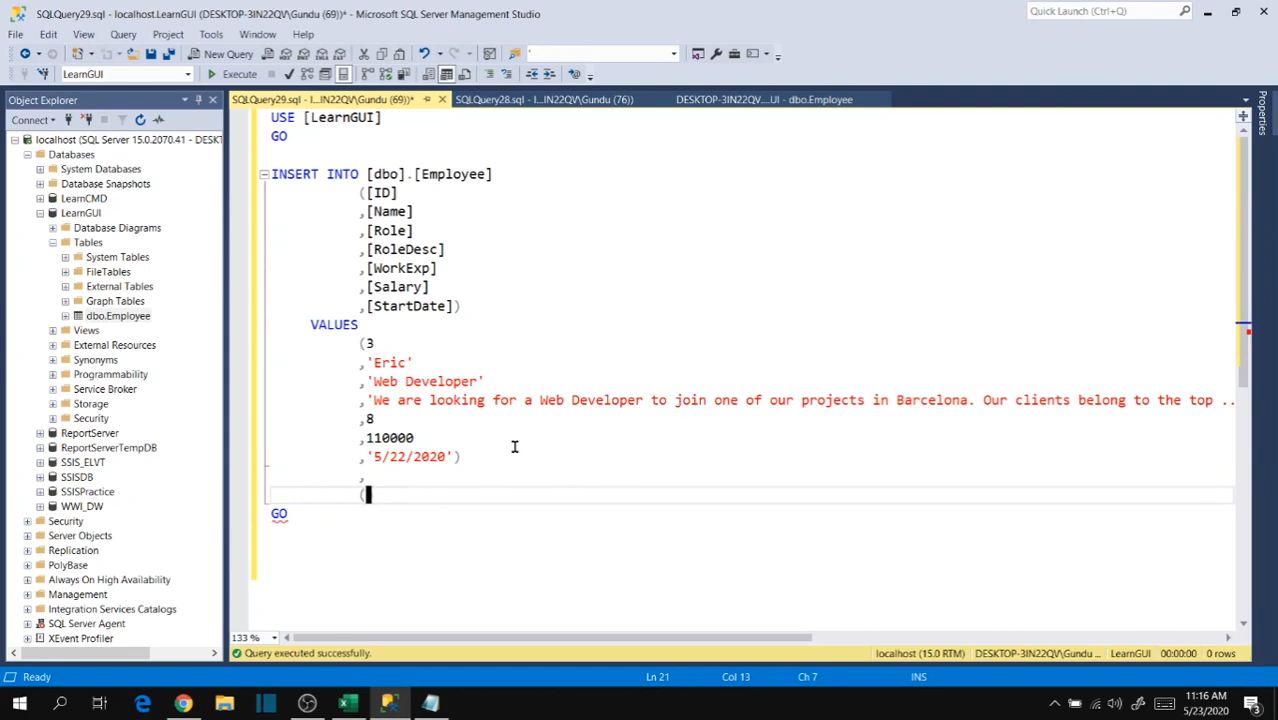 SQLQuery29.sql - localhost.LearnGUI (DESKTOP-3IN22QV\Gundu (69))* - Microsoft SQL Server Management Studio
Quick Launch (Ctrl+Q)
File Edit View Query Project Tools Window Help
New Query
LearnGUI Execute
Object Explorer
SQLQuery29.sql - l...IN22QV\Gundu (69))* SQLQuery28.sql - l...IN22QV\Gundu (76)) DESKTOP-3IN22QV....UI - dbo.Employee
Properties
Connect
localhost (SQL Server 15.0.2070.41 - DESKT
Databases
System Databases
Database Snapshots
LearnCMD
LearnGUI
Database Diagrams
Tables
System Tables
FileTables
External Tables
Graph Tables
dbo.Employee
Views
External Resources
Synonyms
Programmability
Service Broker
Storage
Security
ReportServer
ReportServerTempDB
SSIS_ELVT
SSISDB
SSISPractice
WWI_DW
Security
Server Objects
Replication
PolyBase
Always On High Availability
Management
Integration Services Catalogs
SQL Server Agent
XEvent Profiler
USE [LearnGUI]
GO
INSERT INTO [dbo].[Employee]
([ID]
,[Name]
,[Role]
,[RoleDesc]
,[WorkExp]
,[Salary]
,[StartDate])
VALUES
(3
,'Eric'
,'Web Developer'
,'We are looking for a Web Developer to join one of our projects in Barcelona. Our clients belong to the top ..
,8
,110000
,'5/22/2020')
,
(
GO
133 %
Query executed successfully. localhost (15.0 RTM) DESKTOP-3IN22QV\Gundu ... LearnGUI 00:00:00 0 rows
Ready Ln 21 Col 13 Ch 7 INS
11:16 AM
5/23/2020
3